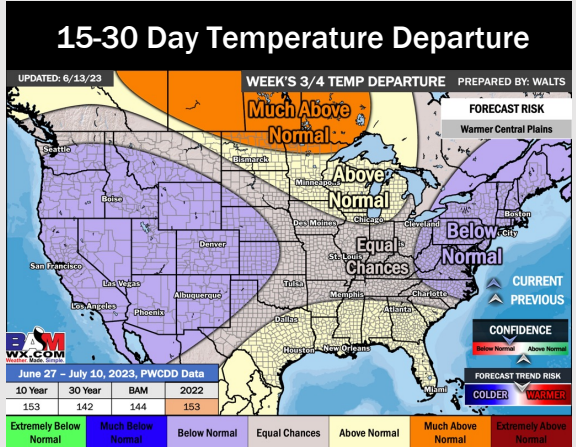 15-30 Day Temperature Departure
UPDATED: 6/13/23
WEEK'S 3/4 TEMP DEPARTURE
PREPARED BY: WALTS
FORECAST RISK
Warmer Central Plains
Much Above
Normal
Seattle
Bismarck
Minneapolis
Above
Normal
Boise
Des Moines
Chicago
Cleveland
Boston
City
Below
Normal
Denver
Equal
Chances
St. Louis
San Francisco
Las Vegas
Los Angeles
Albuquerque
Phoenix
Tulsa
Memphis
Charlotte
Atlanta
Dallas
Houston
New Orleans
Miami
CURRENT
PREVIOUS
CONFIDENCE
Below Normal
Above Normal
FORECAST TREND RISK
COLDER
WARMER
BAM
WX.COM
Weather. Made. Simple.
June 27 – July 10, 2023, PWCDD Data
10 Year 30 Year BAM 2022
153 142 144 153
Extremely Below
Normal
Much Below
Normal
Below Normal
Equal Chances
Above Normal
Much Above
Normal
Extremely Above
Normal